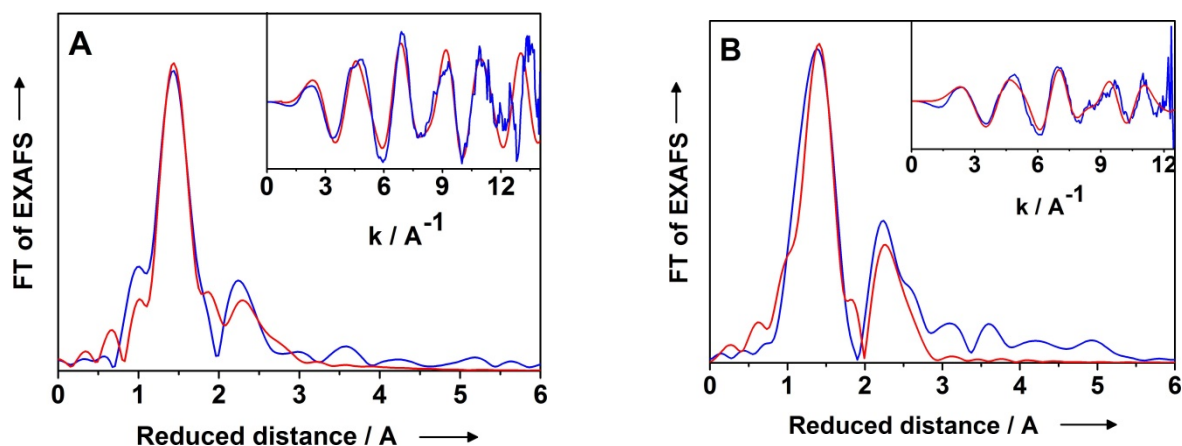 A
FT of EXAFS →
0 3 6 9 12
k / A⁻¹
0 1 2 3 4 5 6
Reduced distance / A →
B
FT of EXAFS →
0 3 6 9 12
k / A⁻¹
0 1 2 3 4 5 6
Reduced distance / A →